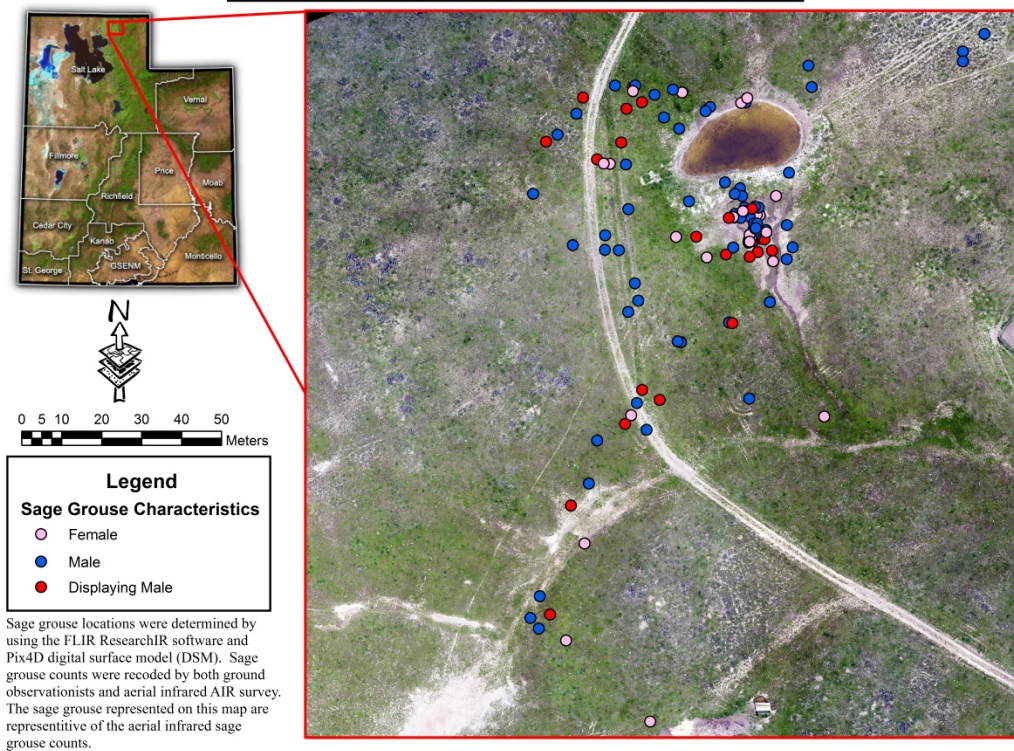 Salt Lake
Vernal
Fillmore
Price
Moab
Richfield
Cedar City
Kanab
Monticello
St. George
GSENM
N
0 5 10 20 30 40 50
Meters
Legend
Sage Grouse Characteristics
Female
Male
Displaying Male
Sage grouse locations were determined by
using the FLIR ResearchIR software and
Pix4D digital surface model (DSM). Sage
grouse counts were recoded by both ground
observationists and aerial infrared AIR survey.
The sage grouse represented on this map are
representitive of the aerial infrared sage
grouse counts.